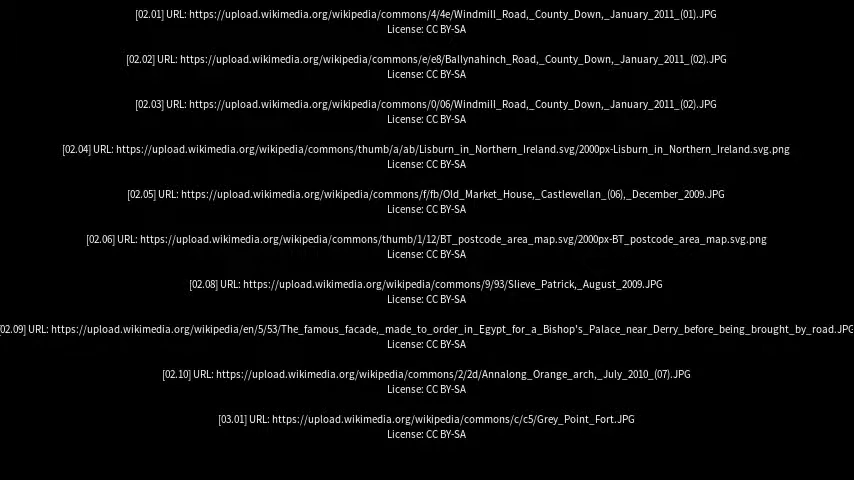 [02.01] URL: https://upload.wikimedia.org/wikipedia/commons/4/4e/Windmill_Road,_County_Down,_January_2011_(01).JPG
License: CC BY-SA
[02.02] URL: https://upload.wikimedia.org/wikipedia/commons/e/e8/Ballynahinch_Road,_County_Down,_January_2011_(02).JPG
License: CC BY-SA
[02.03] URL: https://upload.wikimedia.org/wikipedia/commons/0/06/Windmill_Road,_County_Down,_January_2011_(02).JPG
License: CC BY-SA
[02.04] URL: https://upload.wikimedia.org/wikipedia/commons/thumb/a/ab/Lisburn_in_Northern_Ireland.svg/2000px-Lisburn_in_Northern_Ireland.svg.png
License: CC BY-SA
[02.05] URL: https://upload.wikimedia.org/wikipedia/commons/f/fb/Old_Market_House,_Castlewellan_(06),_December_2009.JPG
License: CC BY-SA
[02.06] URL: https://upload.wikimedia.org/wikipedia/commons/thumb/1/12/BT_postcode_area_map.svg/2000px-BT_postcode_area_map.svg.png
License: CC BY-SA
[02.08] URL: https://upload.wikimedia.org/wikipedia/commons/9/93/Slieve_Patrick,_August_2009.JPG
License: CC BY-SA
02.09] URL: https://upload.wikimedia.org/wikipedia/en/5/53/The_famous_facade,_made_to_order_in_Egypt_for_a_Bishop's_Palace_near_Derry_before_being_brought_by_road.JPG
License: CC BY-SA
[02.10] URL: https://upload.wikimedia.org/wikipedia/commons/2/2d/Annalong_Orange_arch,_July_2010_(07).JPG
License: CC BY-SA
[03.01] URL: https://upload.wikimedia.org/wikipedia/commons/c/c5/Grey_Point_Fort.JPG
License: CC BY-SA